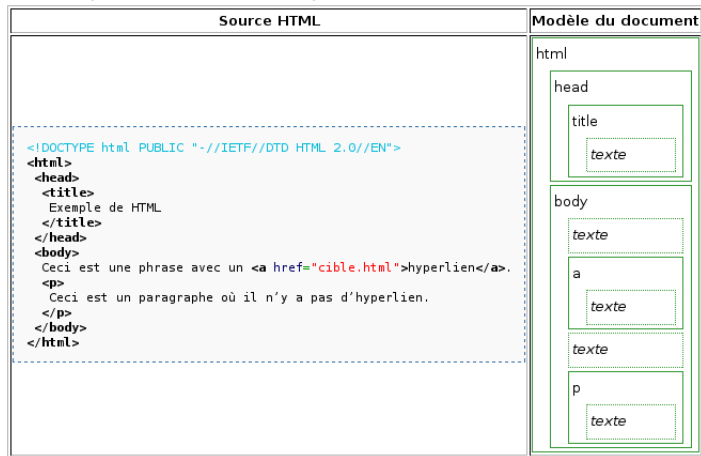 Source HTML
Modèle du document
<!DOCTYPE html PUBLIC "-//IETF//DTD HTML 2.0//EN">
<html>
<head>
<title>
Exemple de HTML
</title>
</head>
<body>
Ceci est une phrase avec un <a href="cible.html">hyperlien</a>.
<p>
Ceci est un paragraphe où il n’y a pas d’hyperlien.
</p>
</body>
</html>
html
head
title
texte
body
texte
a
texte
texte
p
texte